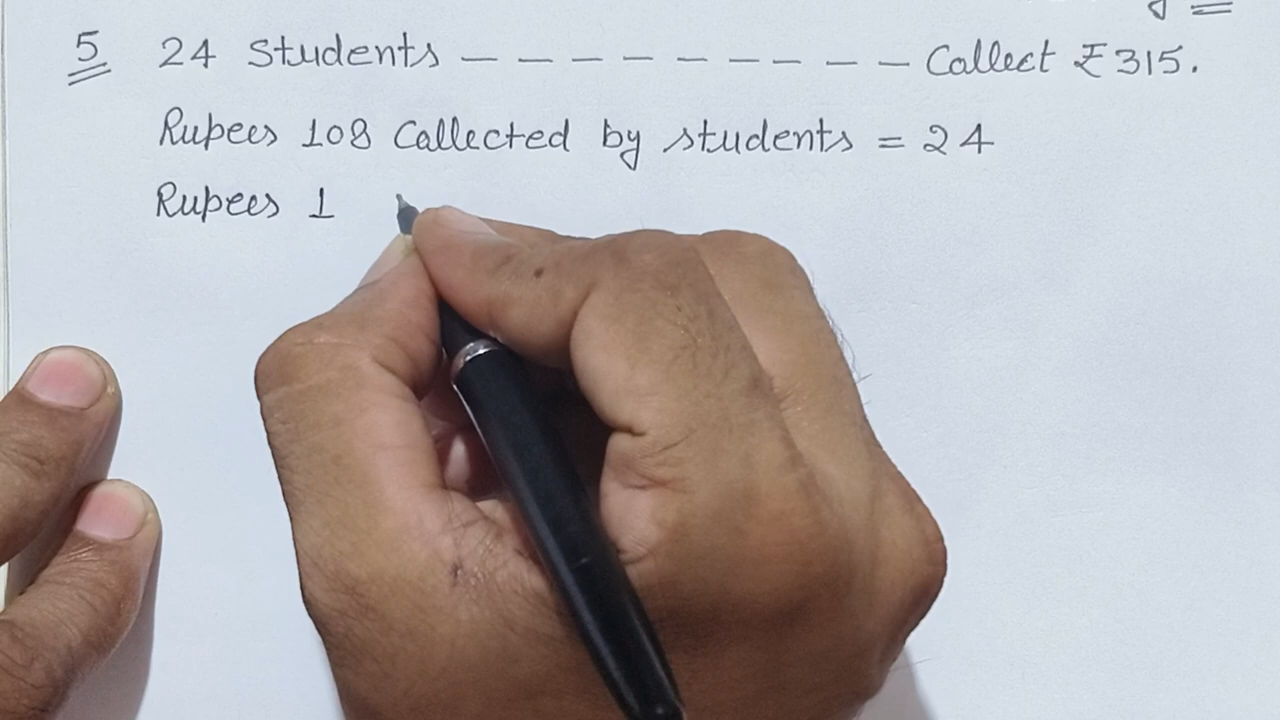 5 24 Students — — — — — — — — — Collect ₹315.
Rupees 108 Collected by students = 24
Rupees 1